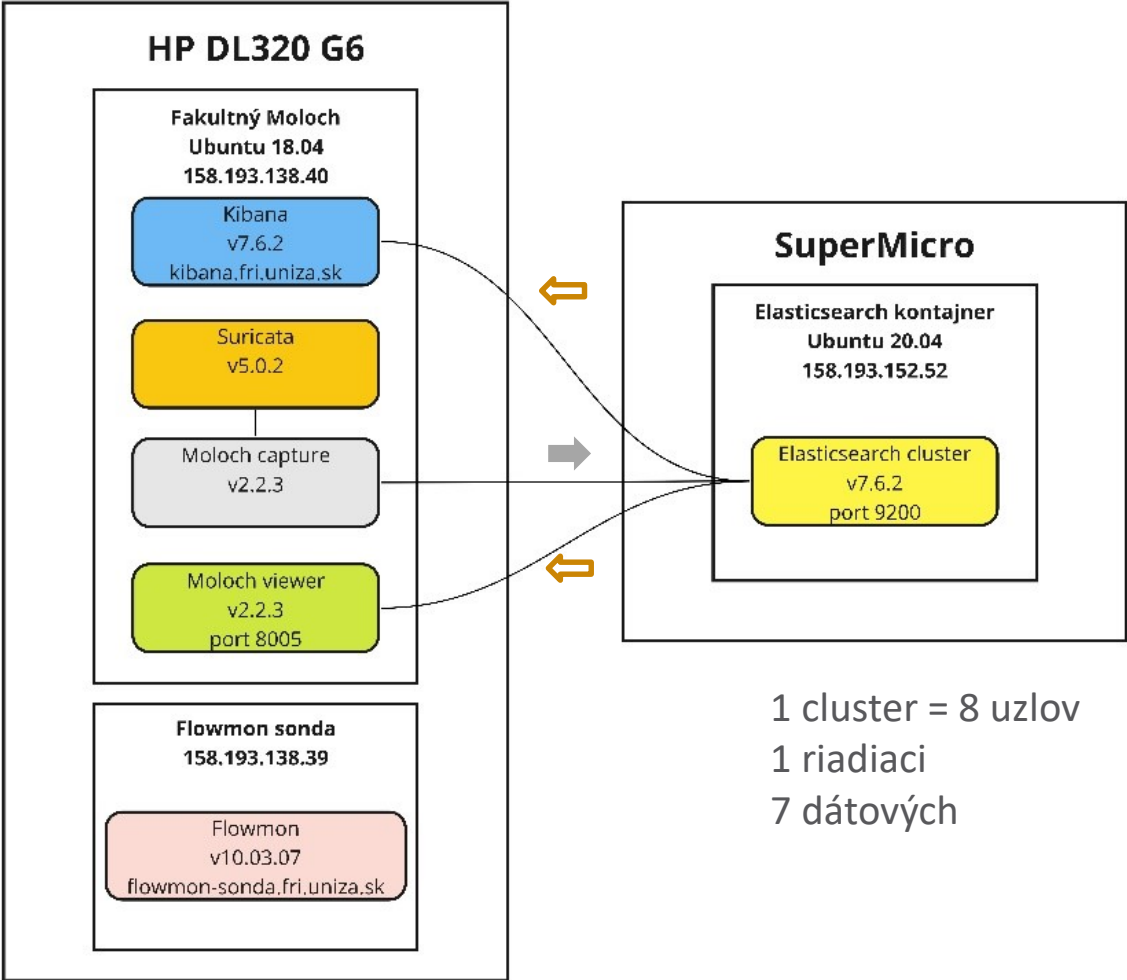 HP DL320 G6
Fakultný Moloch
Ubuntu 18.04
158.193.138.40
Kibana
v7.6.2
kibana.fri.uniza.sk
Suricata
v5.0.2
Moloch capture
v2.2.3
Moloch viewer
v2.2.3
port 8005
Flowmon sonda
158.193.138.39
Flowmon
v10.03.07
flowmon-sonda.fri.uniza.sk
SuperMicro
Elasticsearch kontajner
Ubuntu 20.04
158.193.152.52
Elasticsearch cluster
v7.6.2
port 9200
1 cluster = 8 uzlov
1 riadiaci
7 dátových